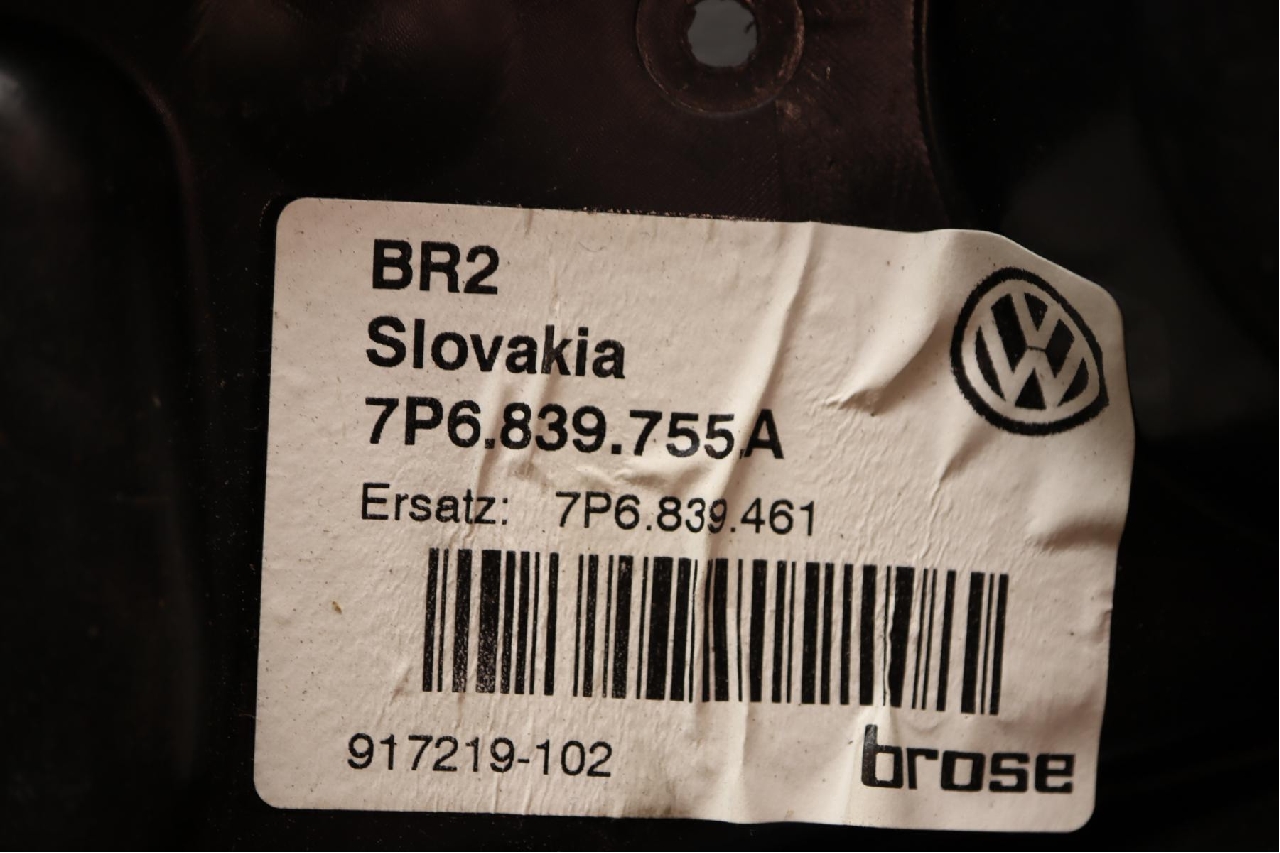 BR2
Slovakia
7P6.839.755.A
Ersatz: 7P6.839.461
917219-102
brose